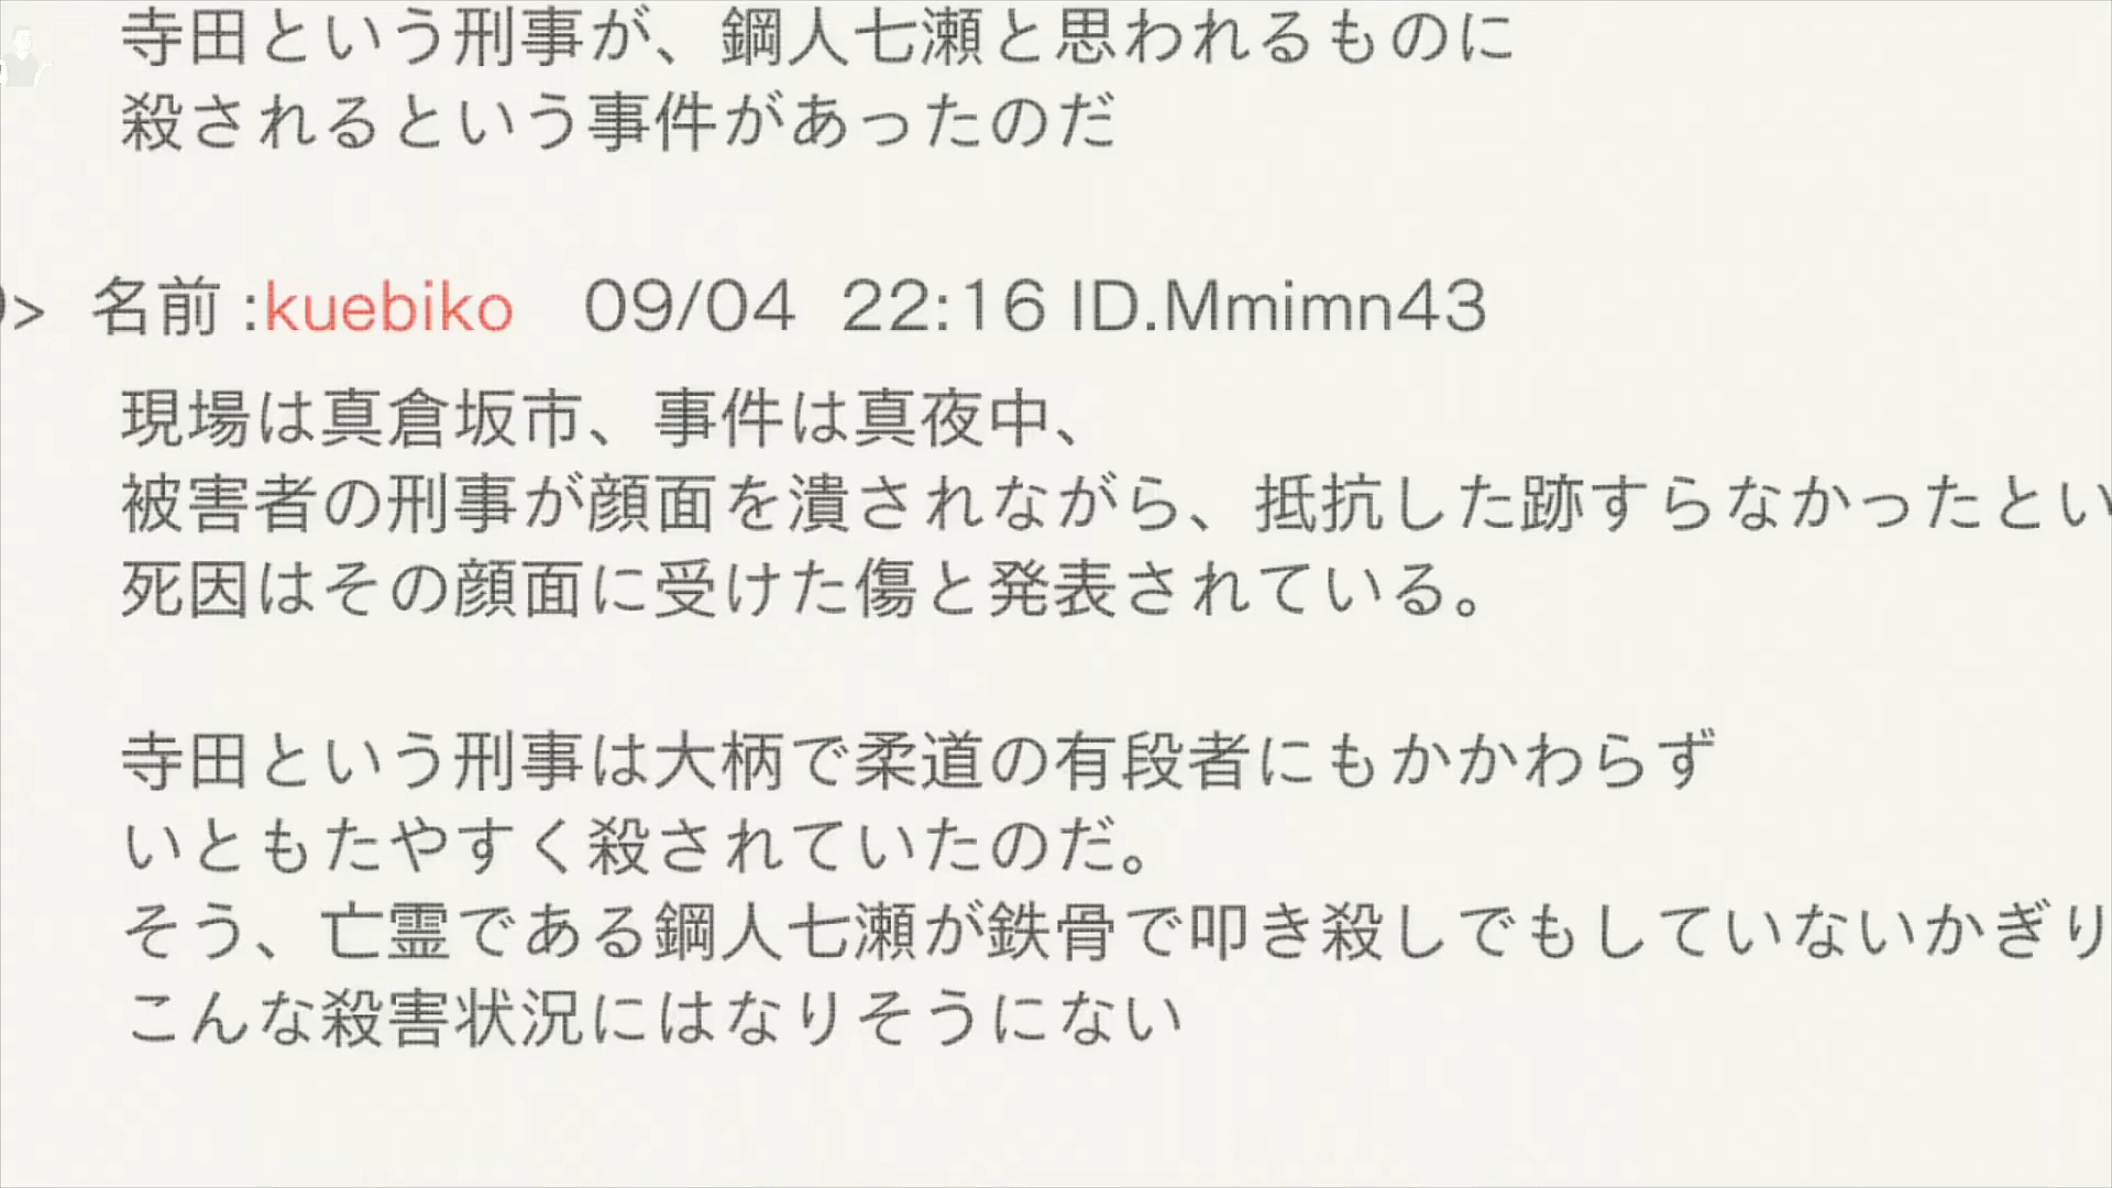 寺田という刑事が、鋼人七瀬と思われるものに
殺されるという事件があったのだ
> 名前 :kuebiko 09/04 22:16 ID.Mmimn43
現場は真倉坂市、事件は真夜中、
被害者の刑事が顔面を潰されながら、抵抗した跡すらなかったとい
死因はその顔面に受けた傷と発表されている。
寺田という刑事は大柄で柔道の有段者にもかかわらず
いともたやすく殺されていたのだ。
そう、亡霊である鋼人七瀬が鉄骨で叩き殺しでもしていないかぎり
こんな殺害状況にはなりそうにない